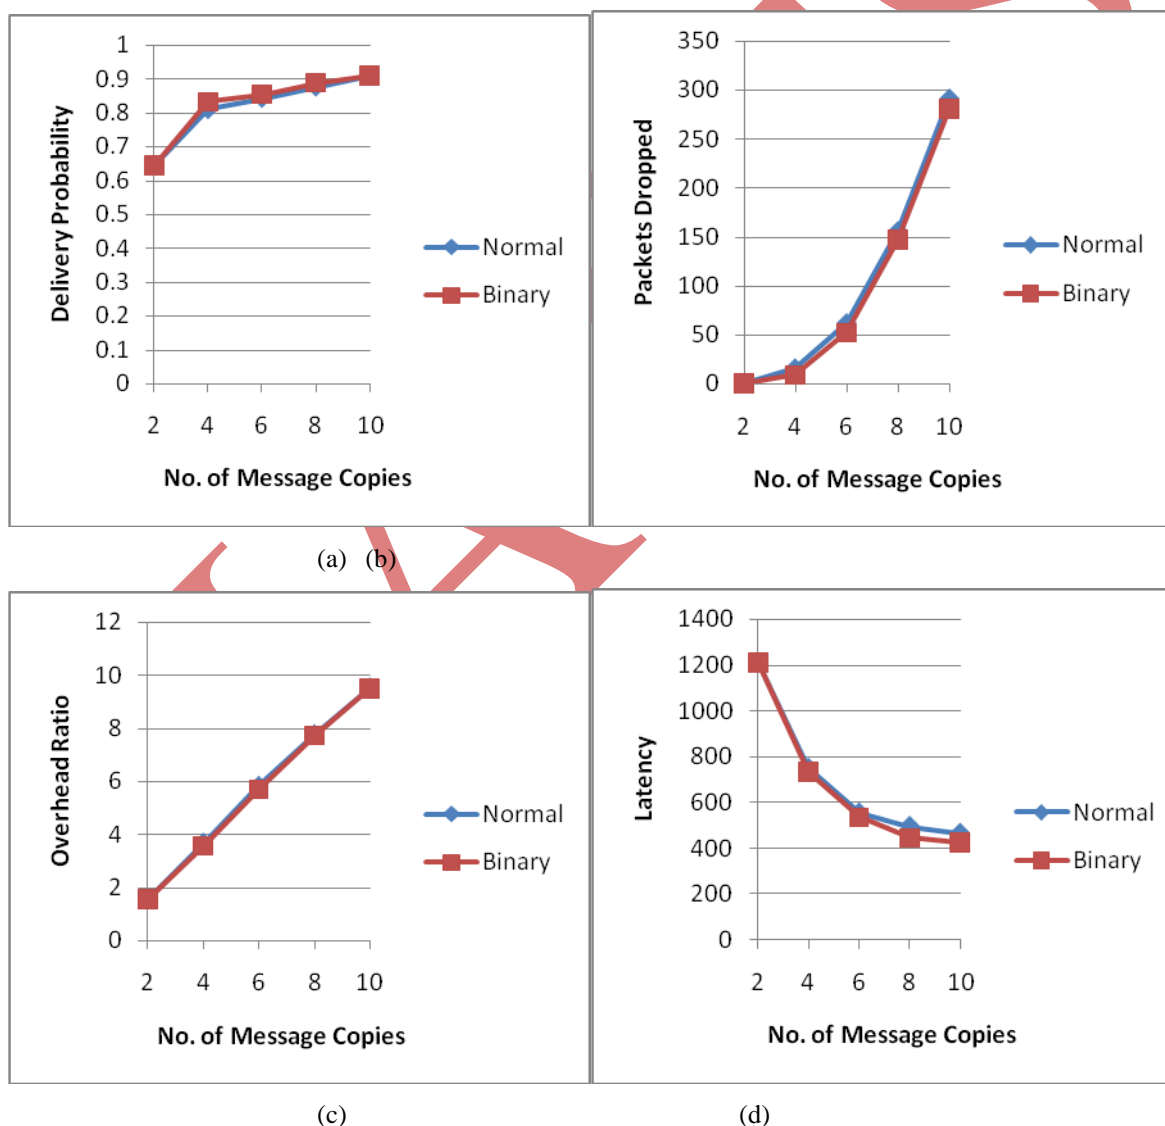 1
0.9
0.8
0.7
0.6
0.5
0.4
0.3
0.2
0.1
0
Delivery Probability
2 4 6 8 10
No. of Message Copies
Normal
Binary
350
300
250
200
150
100
50
0
Packets Dropped
2 4 6 8 10
No. of Message Copies
Normal
Binary
(a) (b)
12
10
8
6
4
2
0
Overhead Ratio
2 4 6 8 10
No. of Message Copies
Normal
Binary
1400
1200
1000
800
600
400
200
0
Latency
2 4 6 8 10
No. of Message Copies
Normal
Binary
(c) (d)